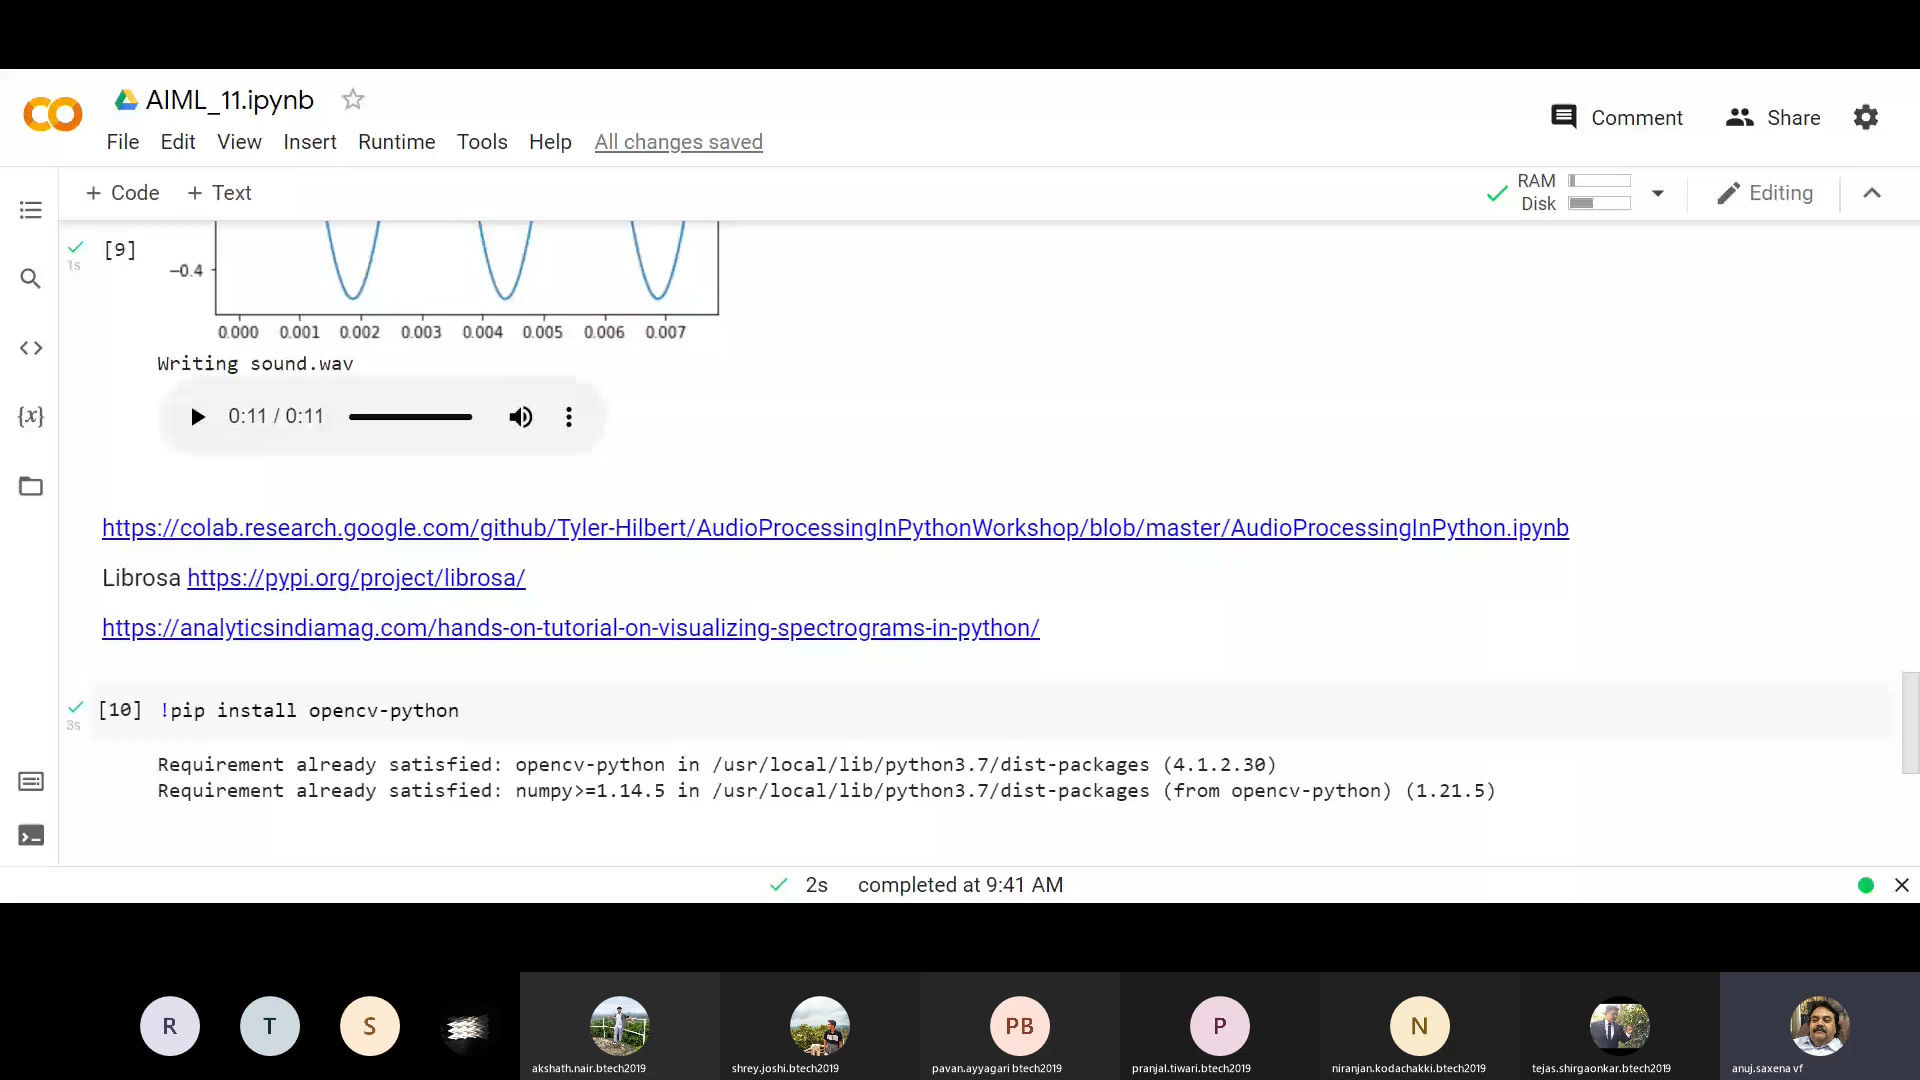 AIML_11.ipynb
Comment
Share
File Edit View Insert Runtime Tools Help All changes saved
+ Code + Text
RAM
Disk
Editing
[9]
1s
−0.4
0.000 0.001 0.002 0.003 0.004 0.005 0.006 0.007
Writing sound.wav
0:11 / 0:11
{x}
https://colab.research.google.com/github/Tyler-Hilbert/AudioProcessingInPythonWorkshop/blob/master/AudioProcessingInPython.ipynb
Librosa https://pypi.org/project/librosa/
https://analyticsindiamag.com/hands-on-tutorial-on-visualizing-spectrograms-in-python/
[10] !pip install opencv-python
3s
Requirement already satisfied: opencv-python in /usr/local/lib/python3.7/dist-packages (4.1.2.30)
Requirement already satisfied: numpy>=1.14.5 in /usr/local/lib/python3.7/dist-packages (from opencv-python) (1.21.5)
2s completed at 9:41 AM
R T S PB P N
akshath.nair.btech2019 shrey.joshi.btech2019 pavan.ayyagari btech2019 pranjal.tiwari.btech2019 niranjan.kodachakki.btech2019 tejas.shirgaonkar.btech2019 anuj.saxena vf